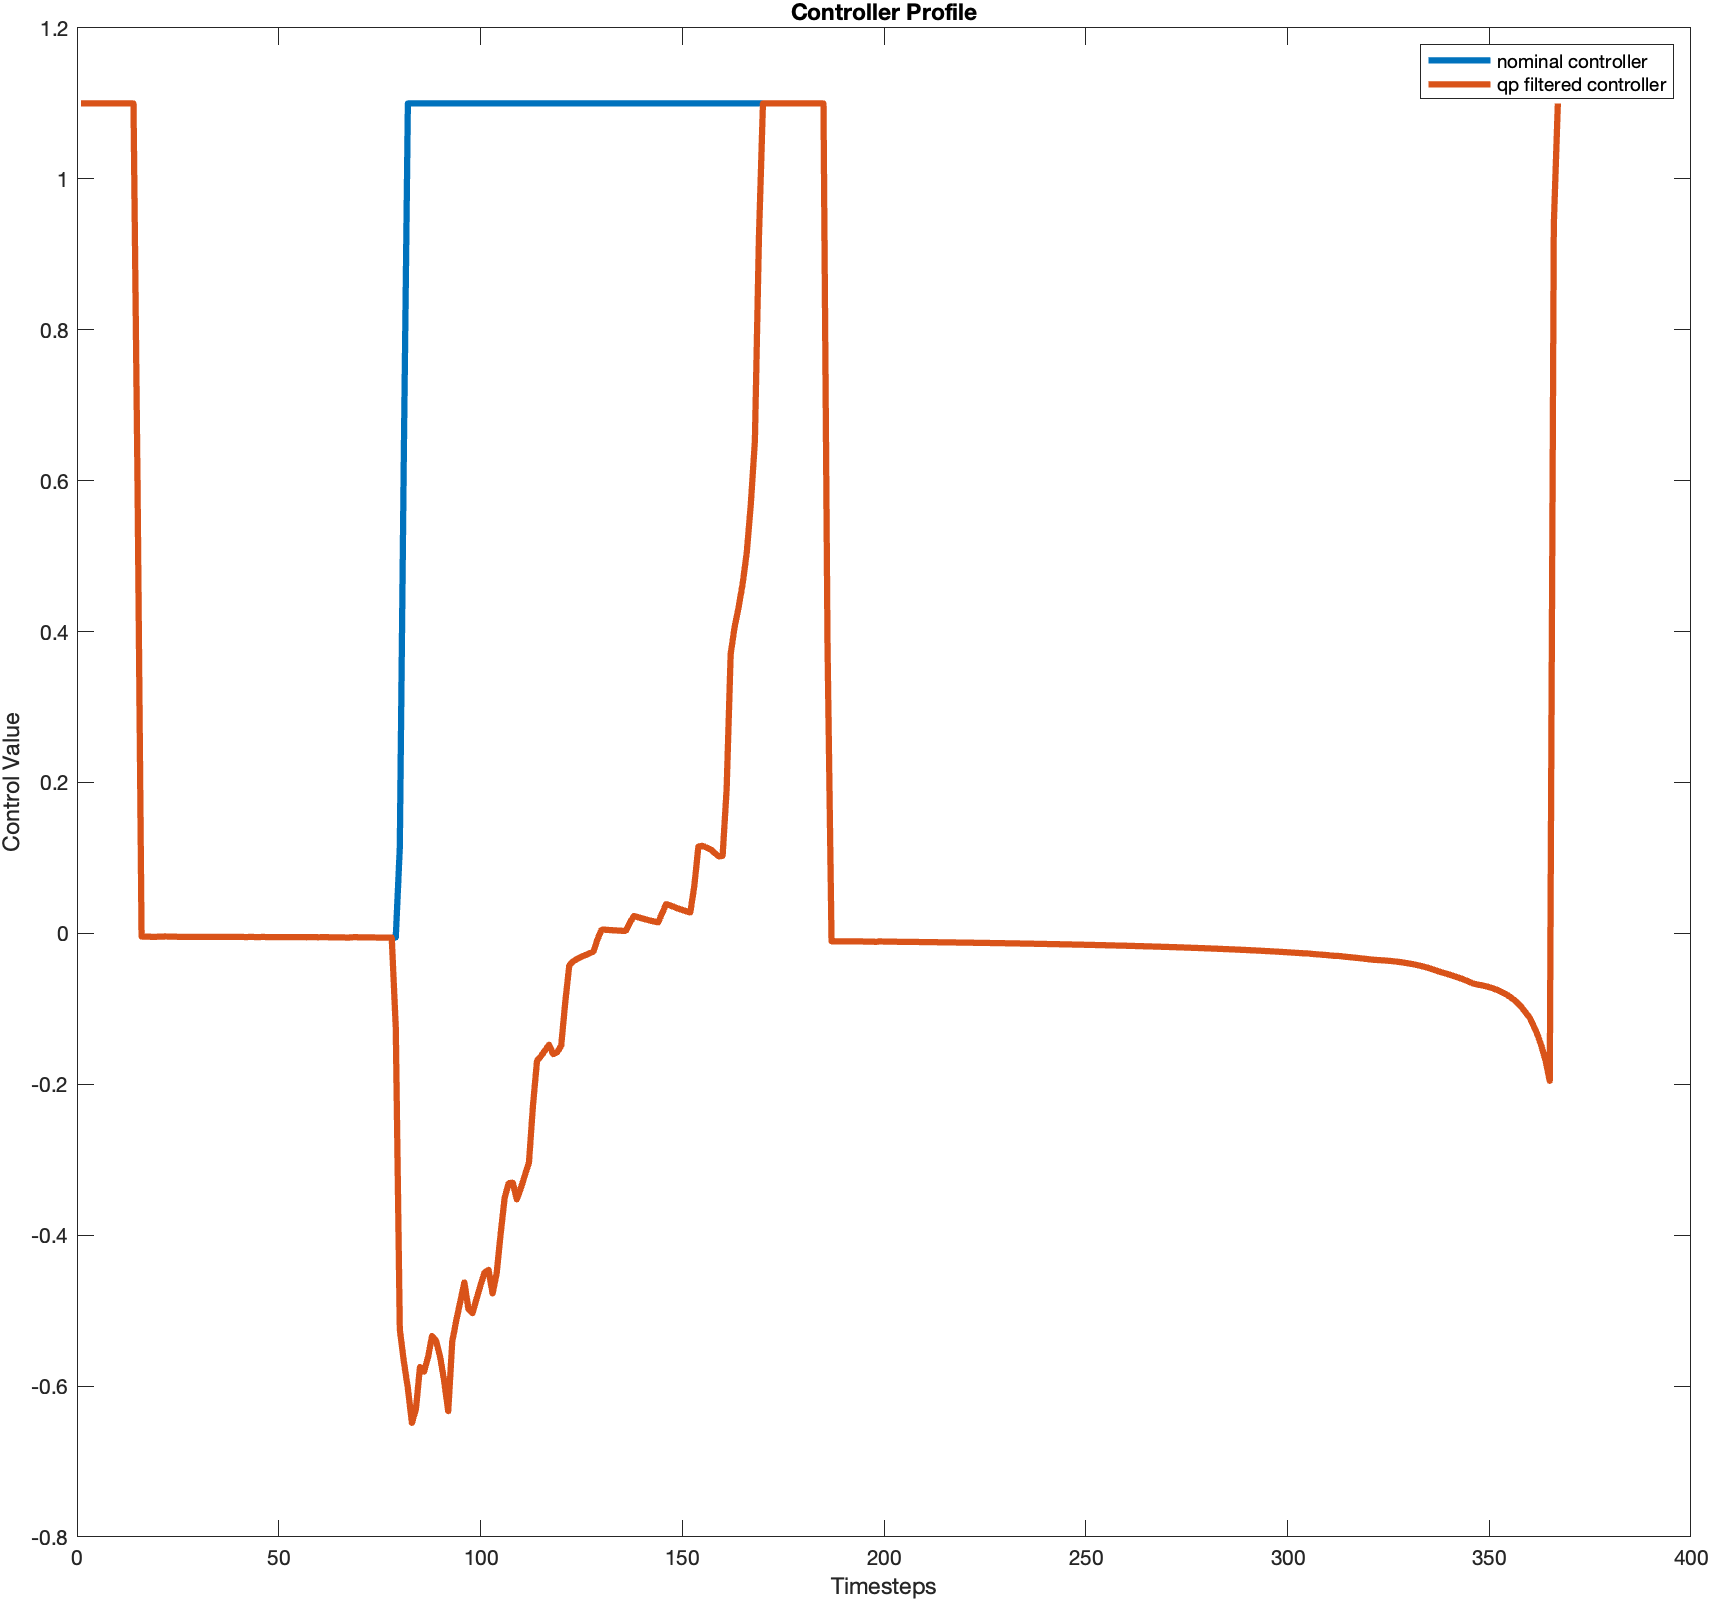 Controller Profile
nominal controller
qp filtered controller
1.2
1
0.8
0.6
0.4
0.2
0
-0.2
-0.4
-0.6
-0.8
Control Value
0 50 100 150 200 250 300 350 400
Timesteps